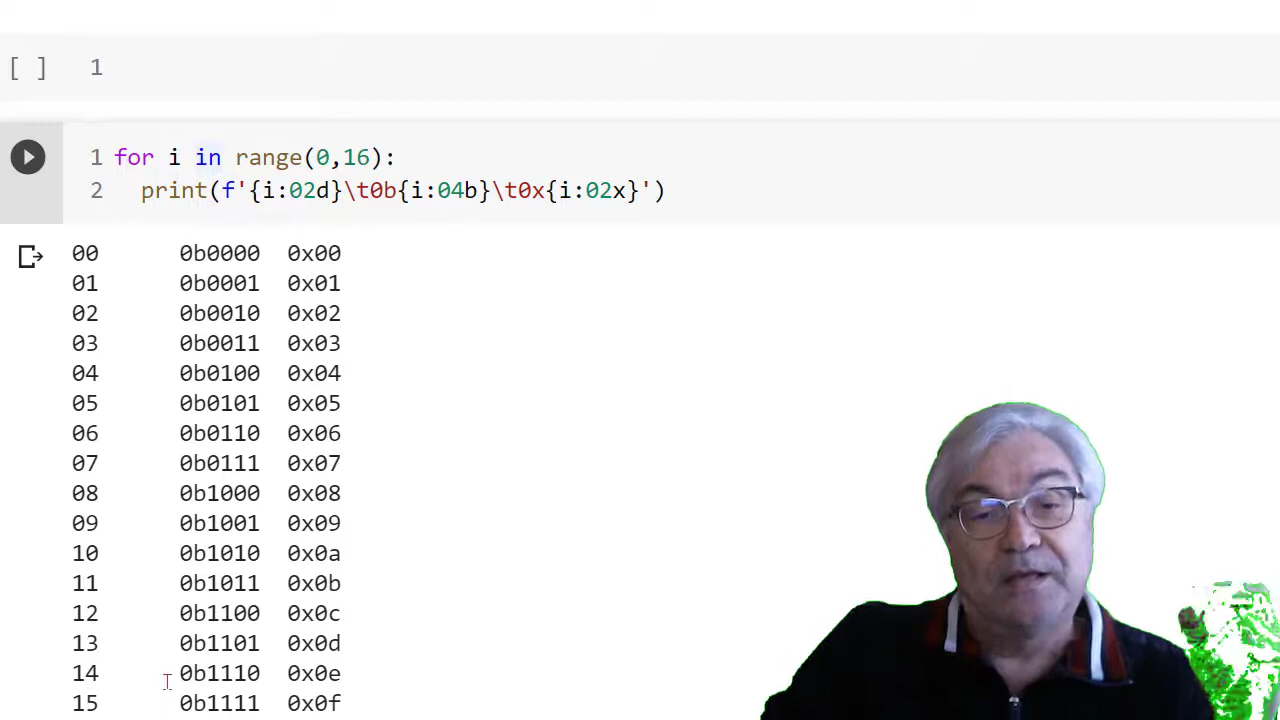 [ ] 1
1 for i in range(0,16):
2 print(f'{i:02d}\t0b{i:04b}\t0x{i:02x}')
00 0b0000 0x00
01 0b0001 0x01
02 0b0010 0x02
03 0b0011 0x03
04 0b0100 0x04
05 0b0101 0x05
06 0b0110 0x06
07 0b0111 0x07
08 0b1000 0x08
09 0b1001 0x09
10 0b1010 0x0a
11 0b1011 0x0b
12 0b1100 0x0c
13 0b1101 0x0d
14 0b1110 0x0e
15 0b1111 0x0f